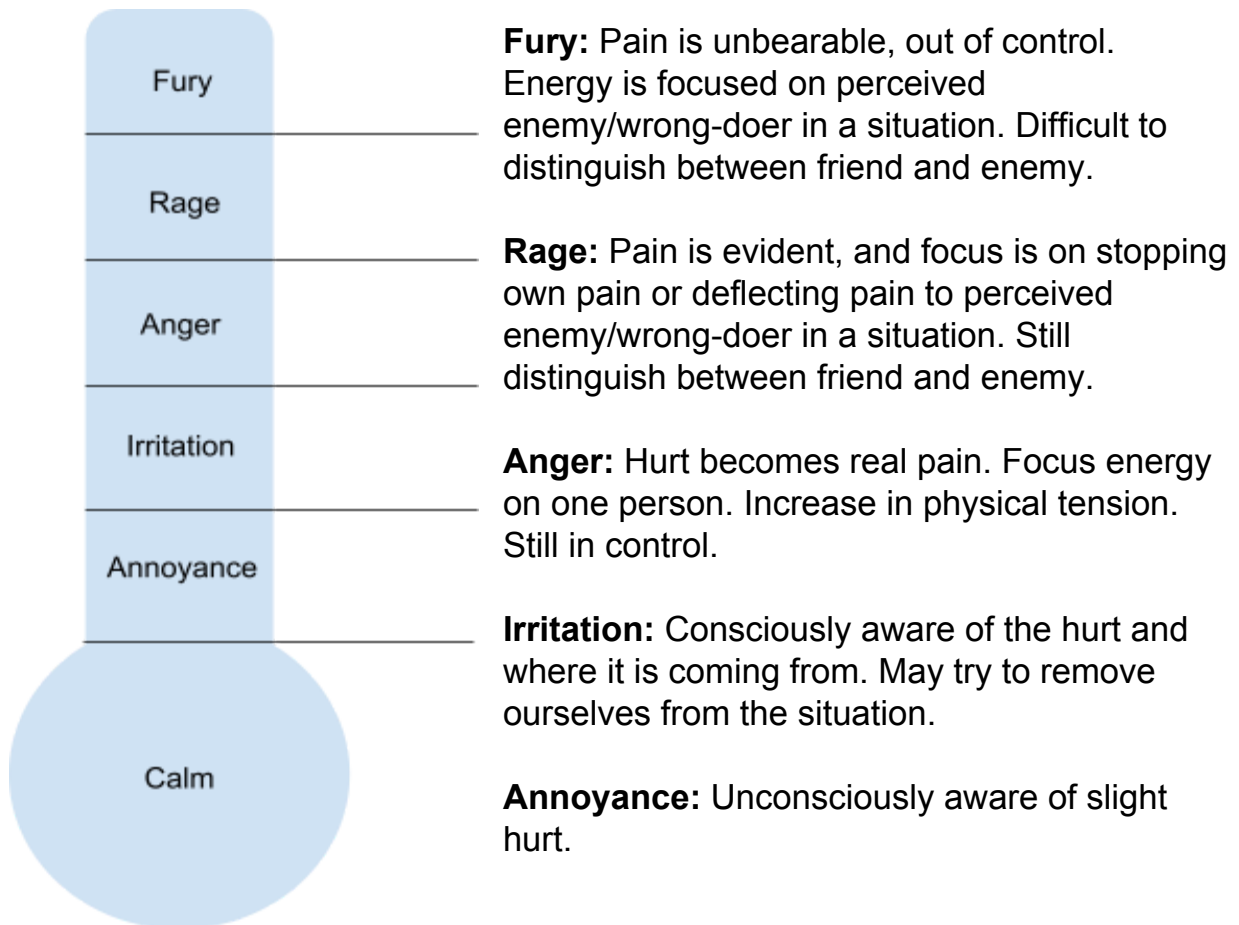 Fury
Rage
Anger
Irritation
Annoyance
Calm
Fury: Pain is unbearable, out of control.
Energy is focused on perceived
enemy/wrong-doer in a situation. Difficult to
distinguish between friend and enemy.
Rage: Pain is evident, and focus is on stopping
own pain or deflecting pain to perceived
enemy/wrong-doer in a situation. Still
distinguish between friend and enemy.
Anger: Hurt becomes real pain. Focus energy
on one person. Increase in physical tension.
Still in control.
Irritation: Consciously aware of the hurt and
where it is coming from. May try to remove
ourselves from the situation.
Annoyance: Unconsciously aware of slight
hurt.